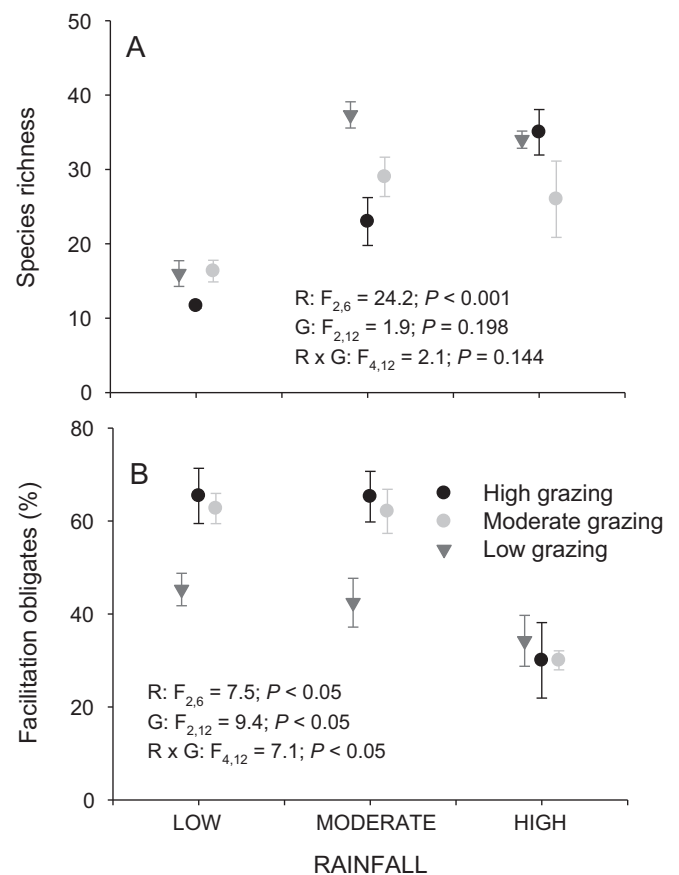 50
A
40
30
20
10
0
Species richness
R: F2,6 = 24.2; P < 0.001
G: F2,12 = 1.9; P = 0.198
R x G: F4,12 = 2.1; P = 0.144
80
B
60
40
20
0
Facilitation obligates (%)
High grazing
Moderate grazing
Low grazing
R: F2,6 = 7.5; P < 0.05
G: F2,12 = 9.4; P < 0.05
R x G: F4,12 = 7.1; P < 0.05
LOW MODERATE HIGH
RAINFALL